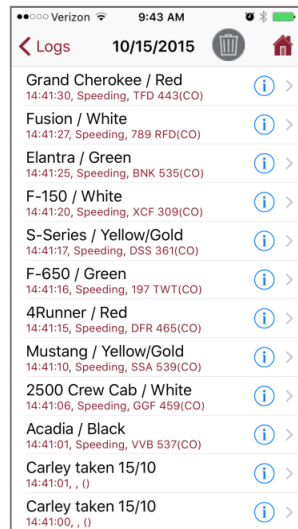 Verizon 9:43 AM
Logs 10/15/2015
Grand Cherokee / Red
14:41:30, Speeding, TFD 443(CO)
Fusion / White
14:41:27, Speeding, 789 RFD(CO)
Elantra / Green
14:41:25, Speeding, BNK 535(CO)
F-150 / White
14:41:20, Speeding, XCF 309(CO)
S-Series / Yellow/Gold
14:41:17, Speeding, DSS 361(CO)
F-650 / Green
14:41:16, Speeding, 197 TWT(CO)
4Runner / Red
14:41:15, Speeding, DFR 465(CO)
Mustang / Yellow/Gold
14:41:10, Speeding, SSA 539(CO)
2500 Crew Cab / White
14:41:06, Speeding, GGF 459(CO)
Acadia / Black
14:41:01, Speeding, VVB 537(CO)
Carley taken 15/10
14:41:01, , ()
Carley taken 15/10
14:41:00, , ()